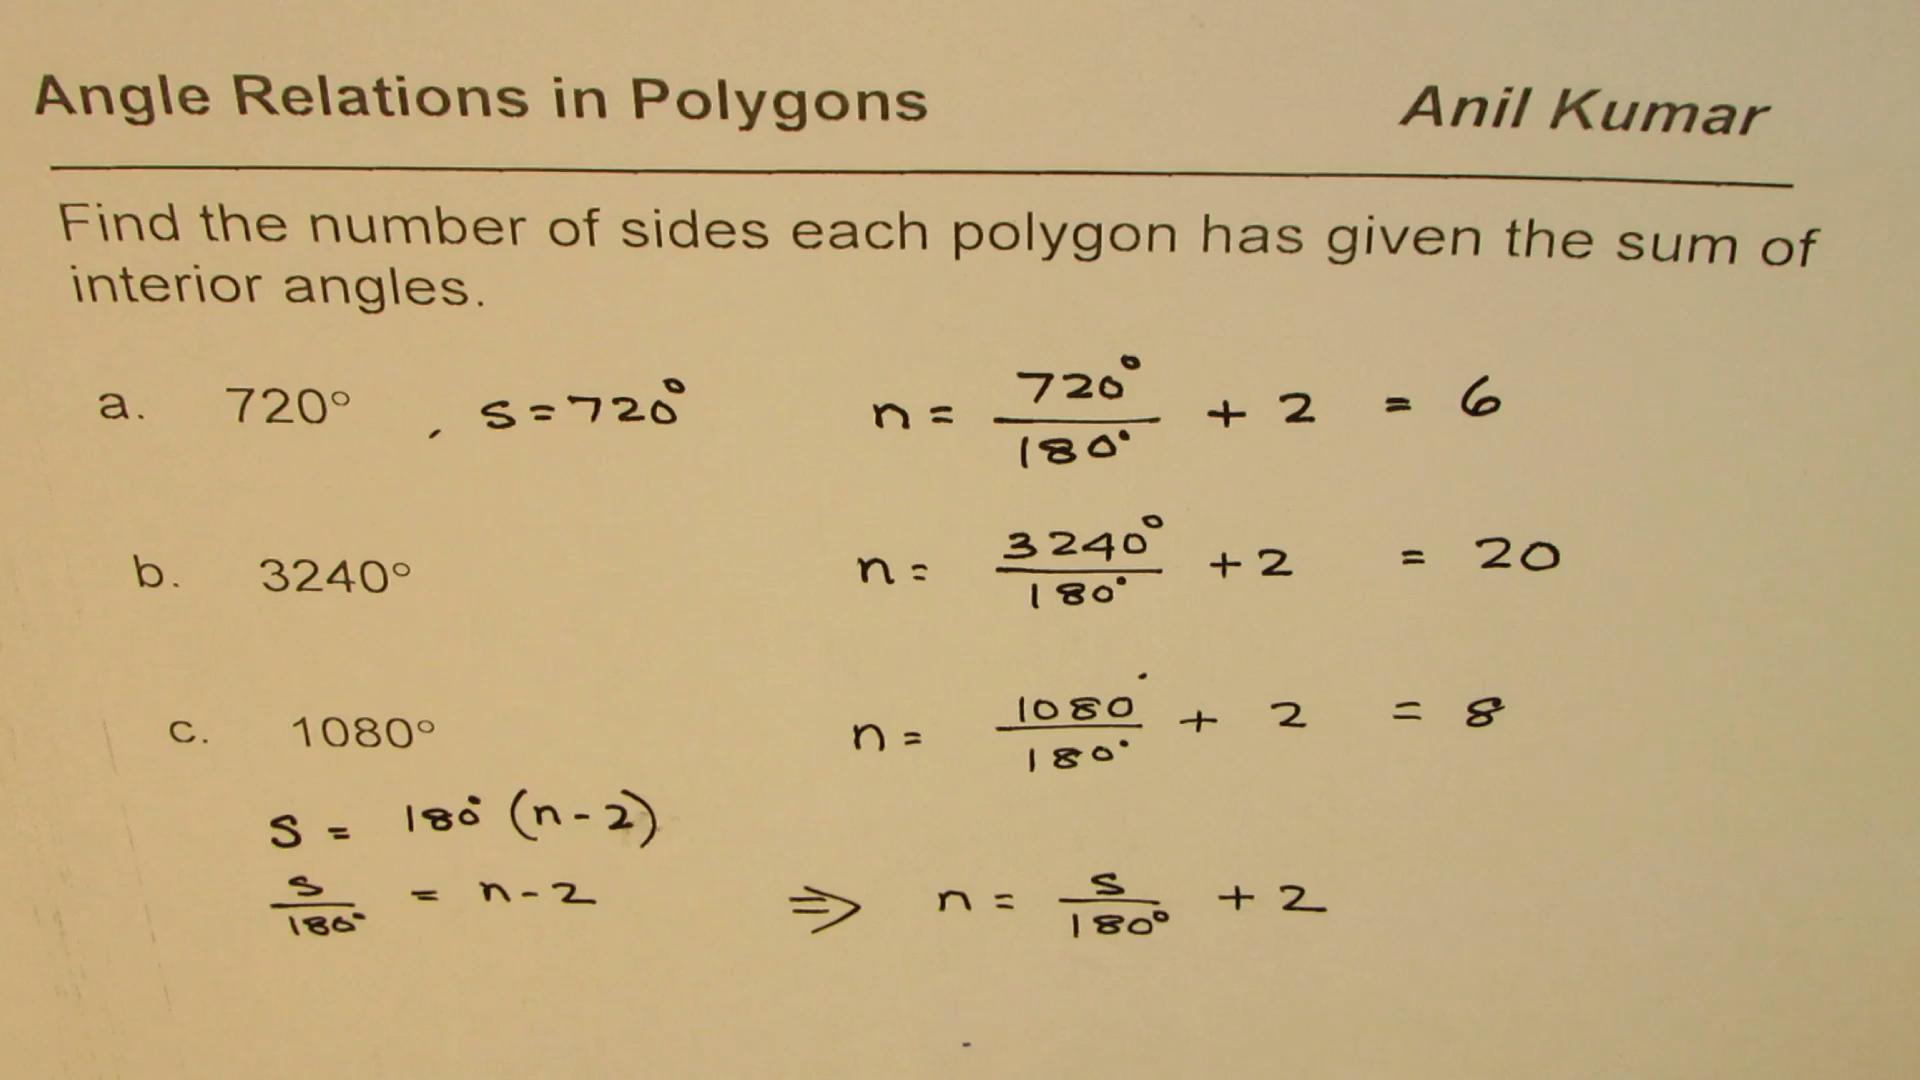 Angle Relations in Polygons Anil Kumar
Find the number of sides each polygon has given the sum of
interior angles.
a. 720° , s = 720° n = 720°/180° + 2 = 6
b. 3240° n = 3240°/180° + 2 = 20
c. 1080° n = 1080°/180° + 2 = 8
S = 180° (n - 2)
S/180° = n - 2 ⇒ n = S/180° + 2